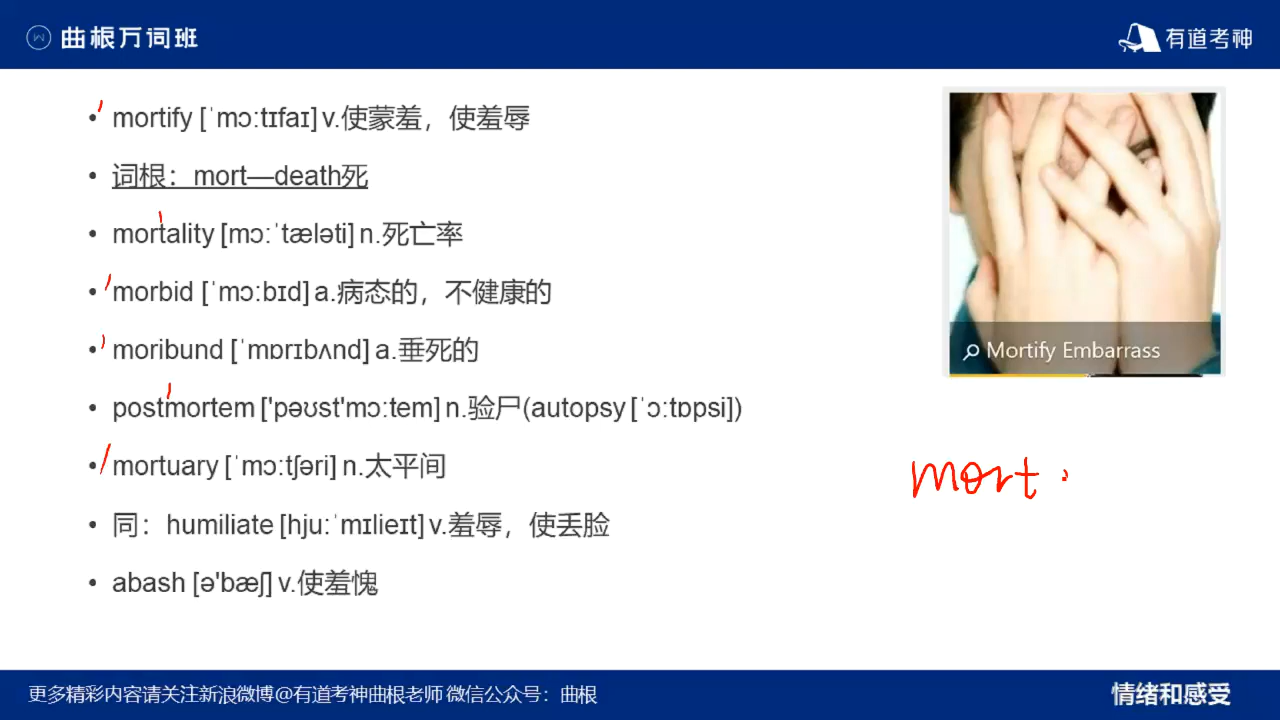 曲根万词班
有道考神
mortify [ˈmɔːtɪfaɪ] v.使蒙羞，使羞辱
词根：mort—death死
mortality [mɔːˈtæləti] n.死亡率
morbid [ˈmɔːbɪd] a.病态的，不健康的
moribund [ˈmɒrɪbʌnd] a.垂死的
postmortem ['pəʊst'mɔːtem] n.验尸(autopsy [ˈɔːtɒpsi])
mortuary [ˈmɔːtʃəri] n.太平间
同：humiliate [hjuːˈmɪlieɪt] v.羞辱，使丢脸
abash [ə'bæʃ] v.使羞愧
Mortify Embarrass
mort
更多精彩内容请关注新浪微博@有道考神曲根老师 微信公众号：曲根
情绪和感受